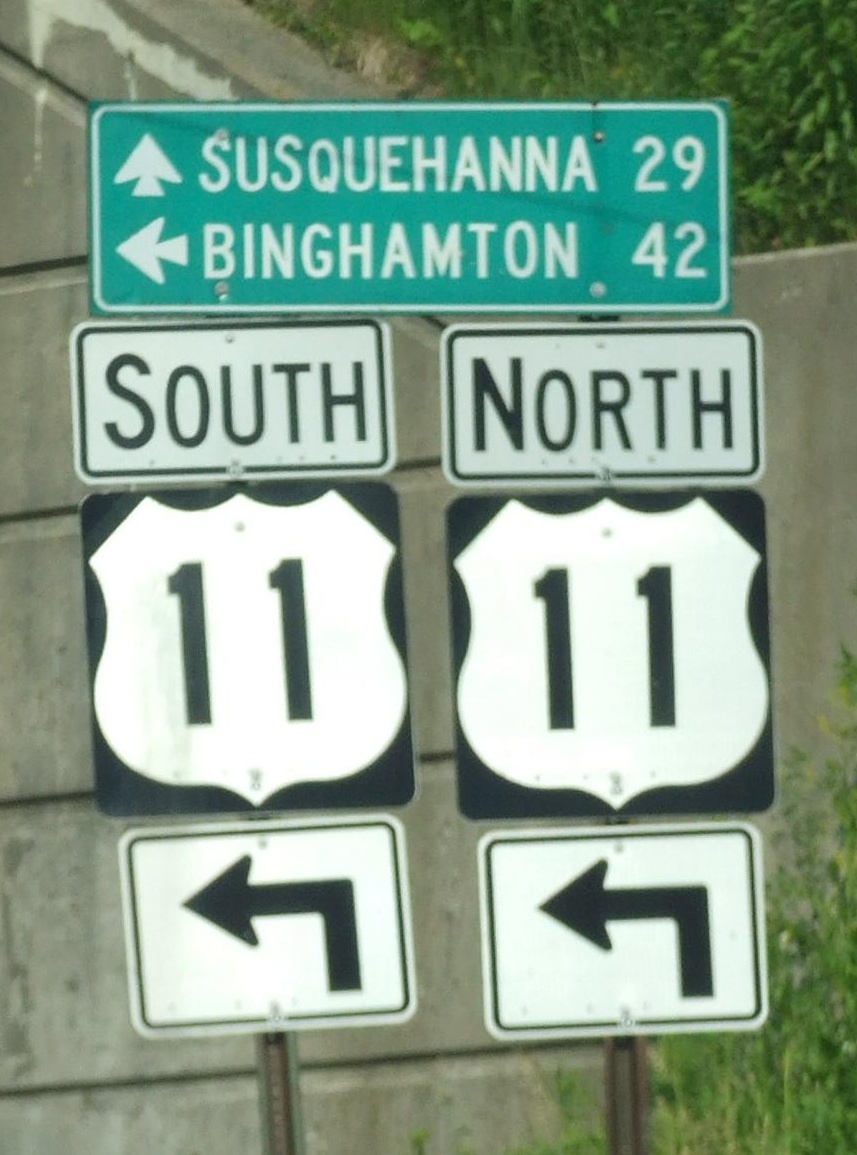 SUSQUEHANNA 29
BINGHAMTON 42
SOUTH
NORTH
11
11